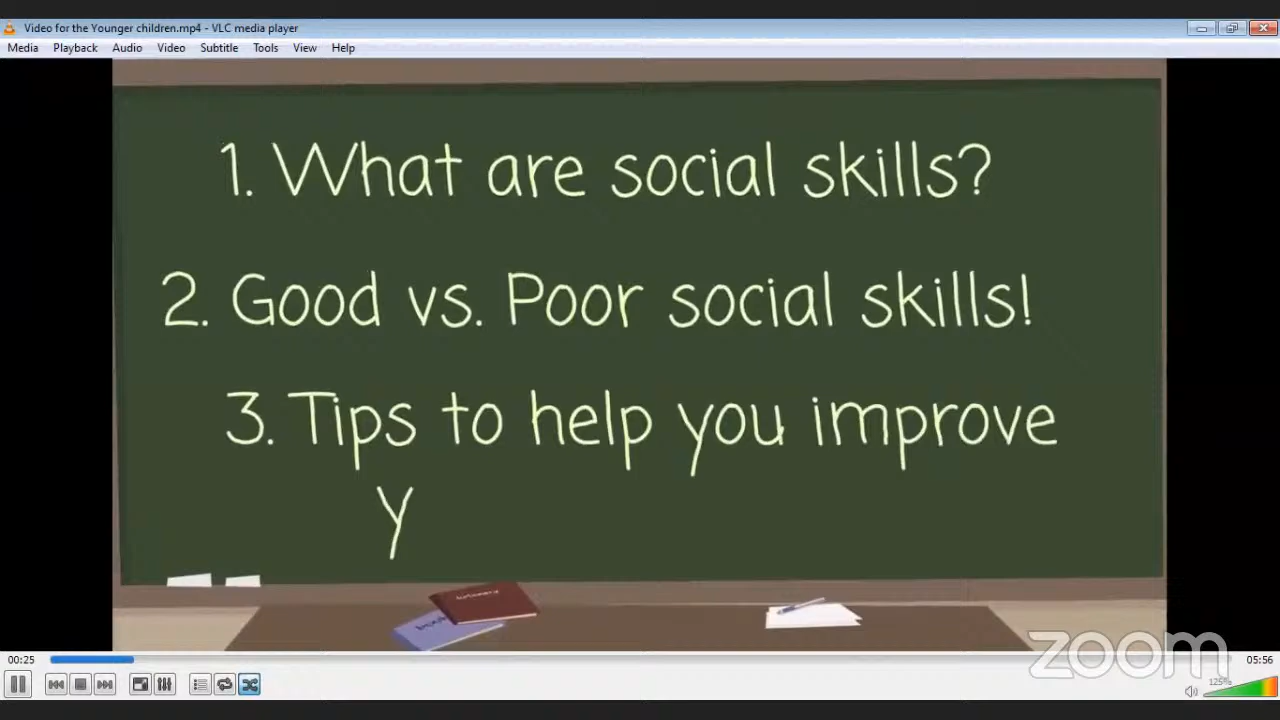 Video for the Younger children.mp4 - VLC media player
Media Playback Audio Video Subtitle Tools View Help
1. What are social skills?
2. Good vs. Poor social skills!
3. Tips to help you improve
y
zoom
00:25
05:56
125%